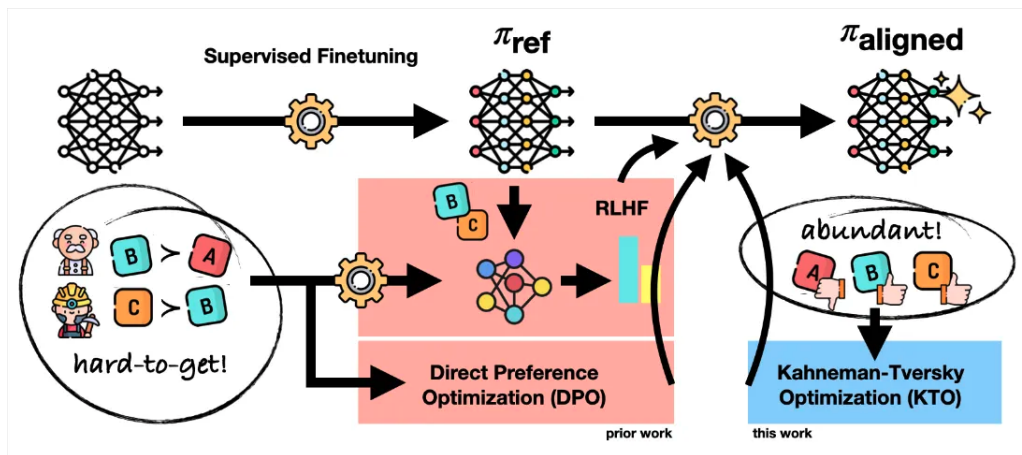 Supervised Finetuning
πref
πaligned
B
C
RLHF
B ≻ A
C ≻ B
hard-to-get!
abundant!
A
B
C
Direct Preference
Optimization (DPO)
Kahneman-Tversky
Optimization (KTO)
prior work
this work